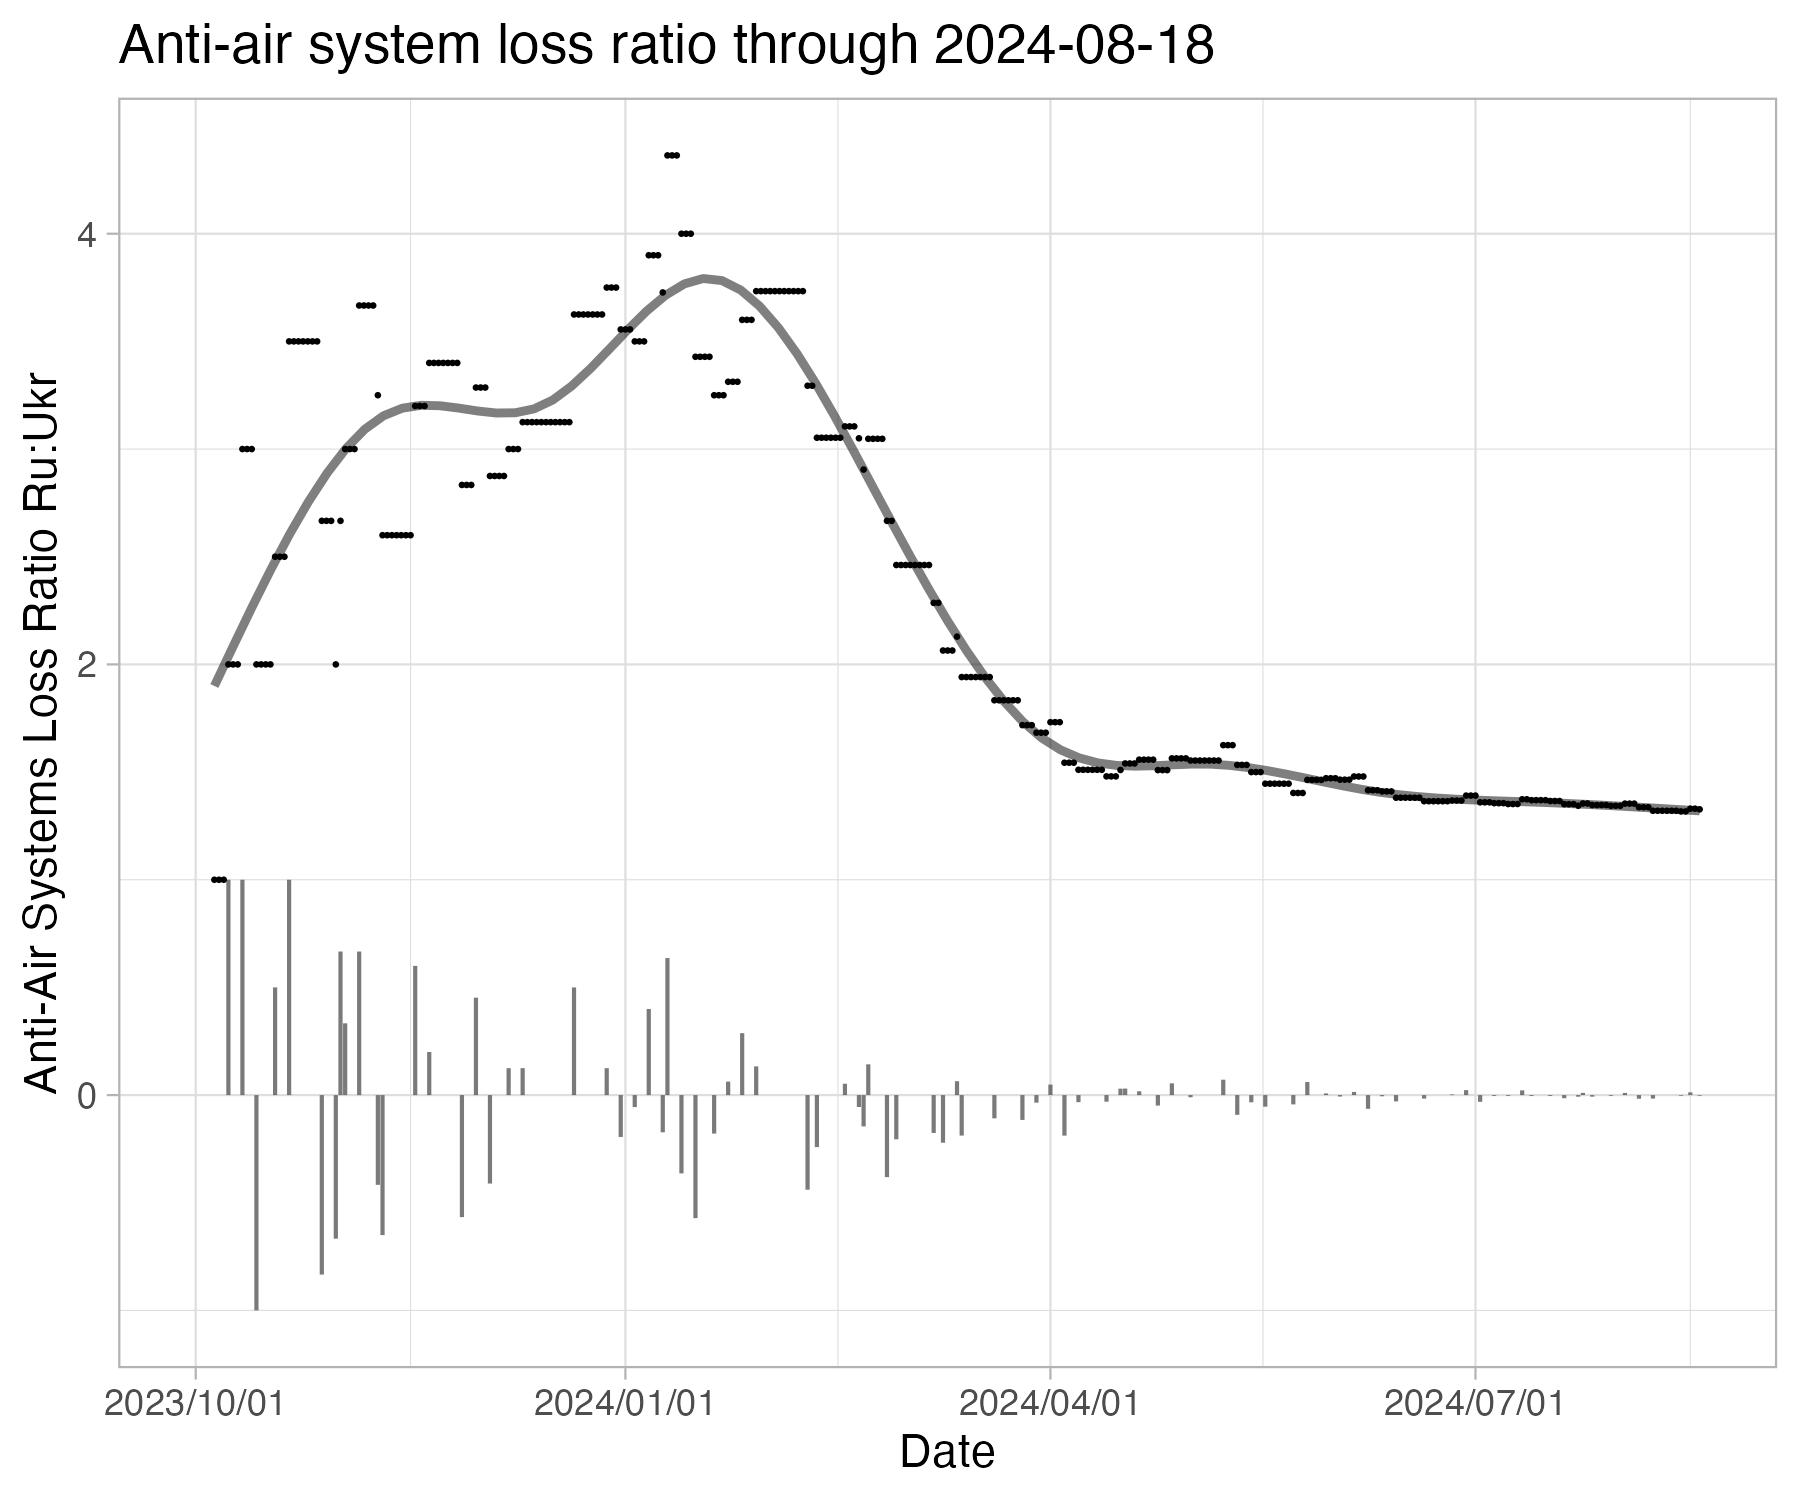 Anti-air system loss ratio through 2024-08-18
Anti-Air Systems Loss Ratio Ru:Ukr
4
2
0
2023/10/01
2024/01/01
2024/04/01
2024/07/01
Date